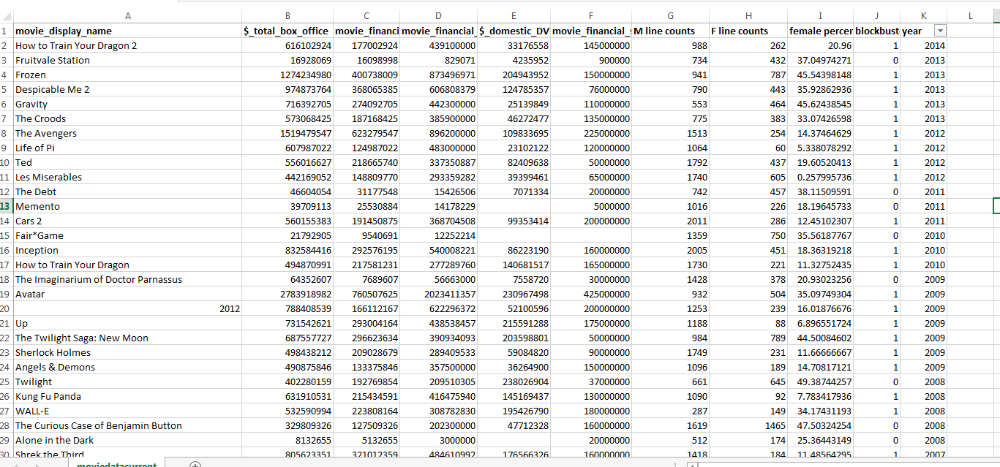 A B C D E F G H I J K L
1 movie_display_name $_total_box_office movie_financi movie_financial_ $_domestic_DV movie_financial_s M line counts F line counts female percer blockbust year
2 How to Train Your Dragon 2 616102924 177002924 439100000 33176558 145000000 988 262 20.96 1 2014
3 Fruitvale Station 16928069 16098998 829071 4235952 900000 734 432 37.04974271 0 2013
4 Frozen 1274234980 400738009 873496971 204943952 150000000 941 787 45.54398148 1 2013
5 Despicable Me 2 974873764 368065385 606808379 124785357 76000000 790 443 35.92862936 1 2013
6 Gravity 716392705 274092705 442300000 25139849 110000000 553 464 45.62438545 1 2013
7 The Croods 573068425 187168425 385900000 46272477 135000000 775 383 33.07426598 1 2013
8 The Avengers 1519479547 623279547 896200000 109833695 225000000 1513 254 14.37464629 1 2012
9 Life of Pi 607987022 124987022 483000000 23102122 120000000 1064 60 5.338078292 1 2012
10 Ted 556016627 218665740 337350887 82409638 50000000 1792 437 19.60520413 1 2012
11 Les Miserables 442169052 148809770 293359282 39399461 65000000 1740 605 0.257995736 1 2012
12 The Debt 46604054 31177548 15426506 7071334 20000000 742 457 38.11509591 0 2011
13 Memento 39709113 25530884 14178229 5000000 1016 226 18.19645733 0 2011
14 Cars 2 560155383 191450875 368704508 99353414 200000000 2011 286 12.45102307 1 2011
15 Fair*Game 21792905 9540691 12252214 1359 750 35.56187767 0 2010
16 Inception 832584416 292576195 540008221 86223190 160000000 2005 451 18.36319218 1 2010
17 How to Train Your Dragon 494870991 217581231 277289760 140681517 165000000 1730 221 11.32752435 1 2010
18 The Imaginarium of Doctor Parnassus 64352607 7689607 56663000 7558720 30000000 1428 378 20.93023256 0 2009
19 Avatar 2783918982 760507625 2023411357 230967498 425000000 932 504 35.09749304 1 2009
20 2012 788408539 166112167 622296372 52100596 200000000 1253 239 16.01876676 1 2009
21 Up 731542621 293004164 438538457 215591288 175000000 1188 88 6.896551724 1 2009
22 The Twilight Saga: New Moon 687557727 296623634 390934093 203598801 50000000 984 789 44.50084602 1 2009
23 Sherlock Holmes 498438212 209028679 289409533 59084820 90000000 1749 231 11.66666667 1 2009
24 Angels & Demons 490875846 133375846 357500000 36264900 150000000 1096 189 14.70817121 1 2009
25 Twilight 402280159 192769854 209510305 238026904 37000000 661 645 49.38744257 0 2008
26 Kung Fu Panda 631910531 215434591 416475940 145169437 130000000 1090 92 7.783417936 1 2008
27 WALL-E 532590994 223808164 308782830 195426790 180000000 287 149 34.17431193 1 2008
28 The Curious Case of Benjamin Button 329809326 127509326 202300000 47712328 160000000 1619 1465 47.50324254 0 2008
29 Alone in the Dark 8132655 5132655 3000000 20000000 512 174 25.36443149 0 2008
30 Shrek the Third 805623351 321012359 484610992 176566326 160000000 1418 184 11.48564295 1 2007
moviedatacurrent